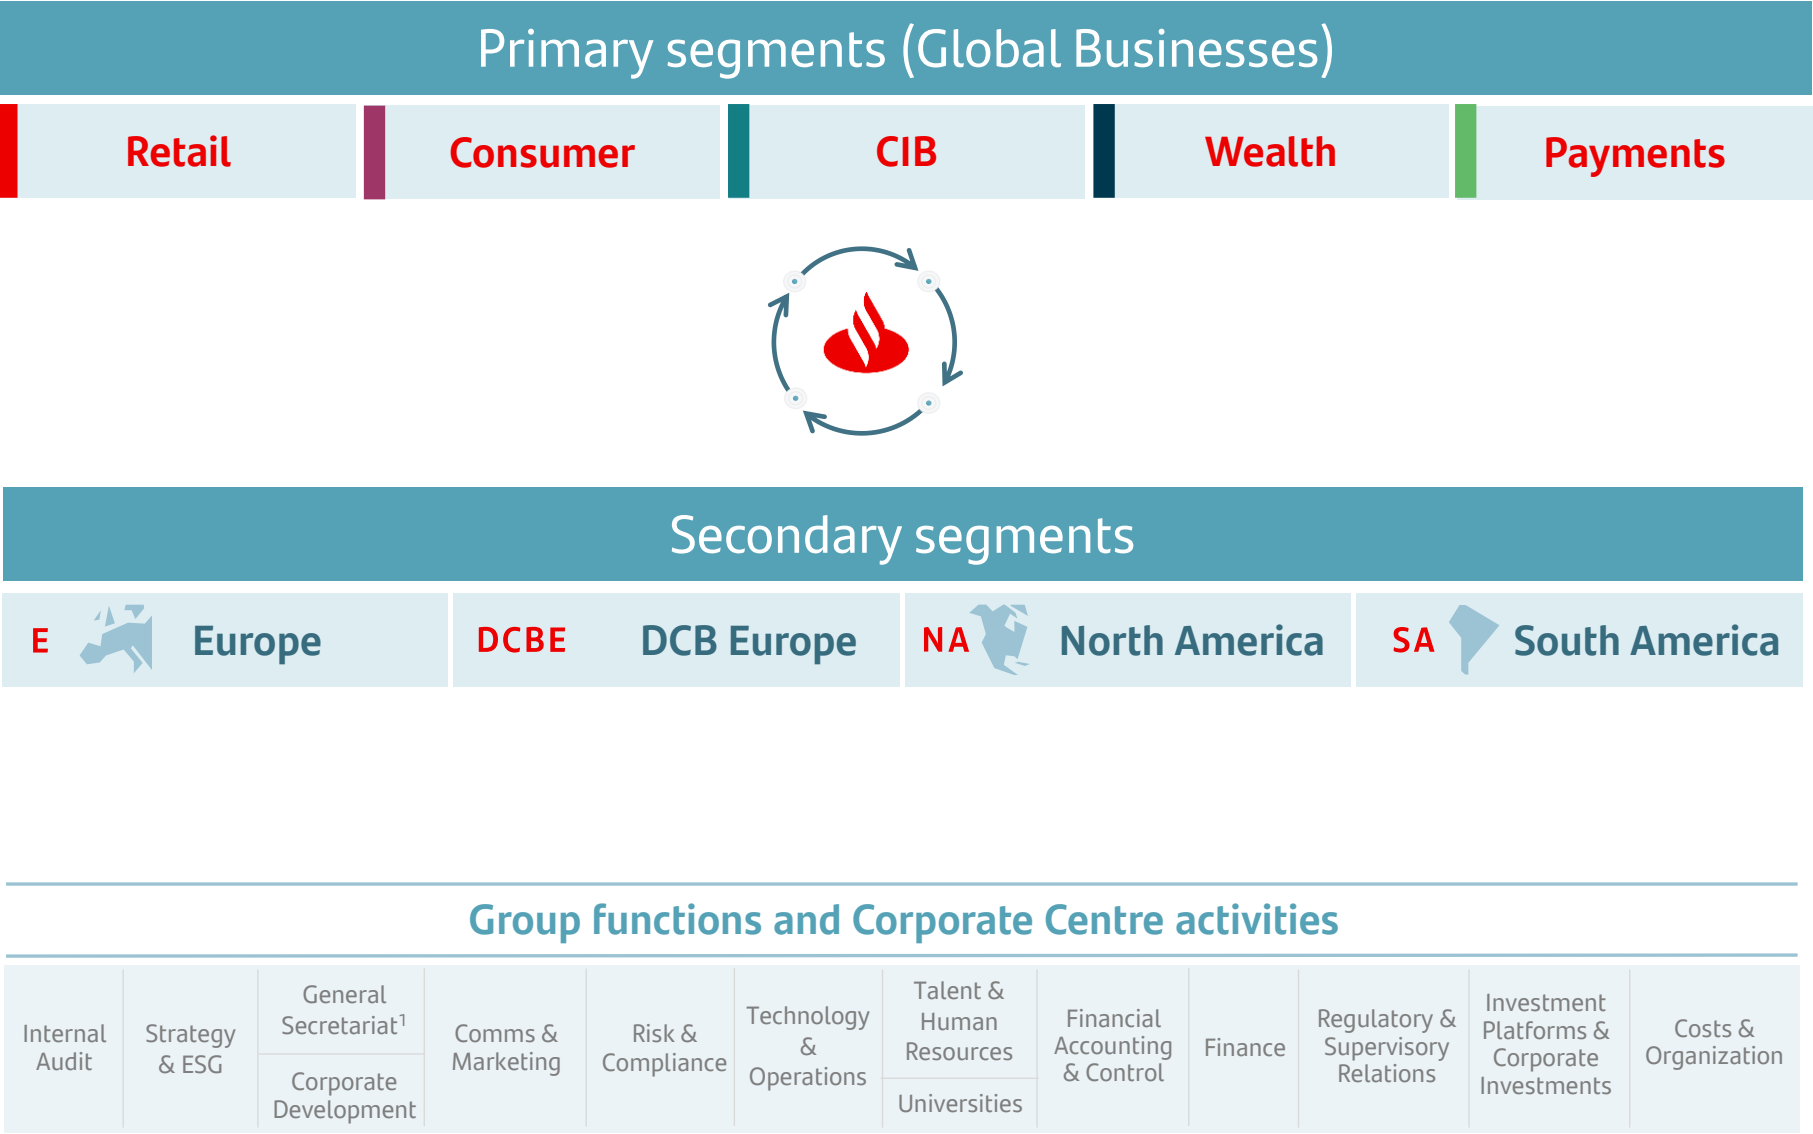 Primary segments (Global Businesses)
Retail
Consumer
CIB
Wealth
Payments
Secondary segments
E
Europe
DCBE
DCB Europe
NA
North America
SA
South America
Group functions and Corporate Centre activities
Internal
Audit
Strategy
& ESG
General
Secretariat¹
Corporate
Development
Comms &
Marketing
Risk &
Compliance
Technology
&
Operations
Talent &
Human
Resources
Universities
Financial
Accounting
& Control
Finance
Regulatory &
Supervisory
Relations
Investment
Platforms &
Corporate
Investments
Costs &
Organization